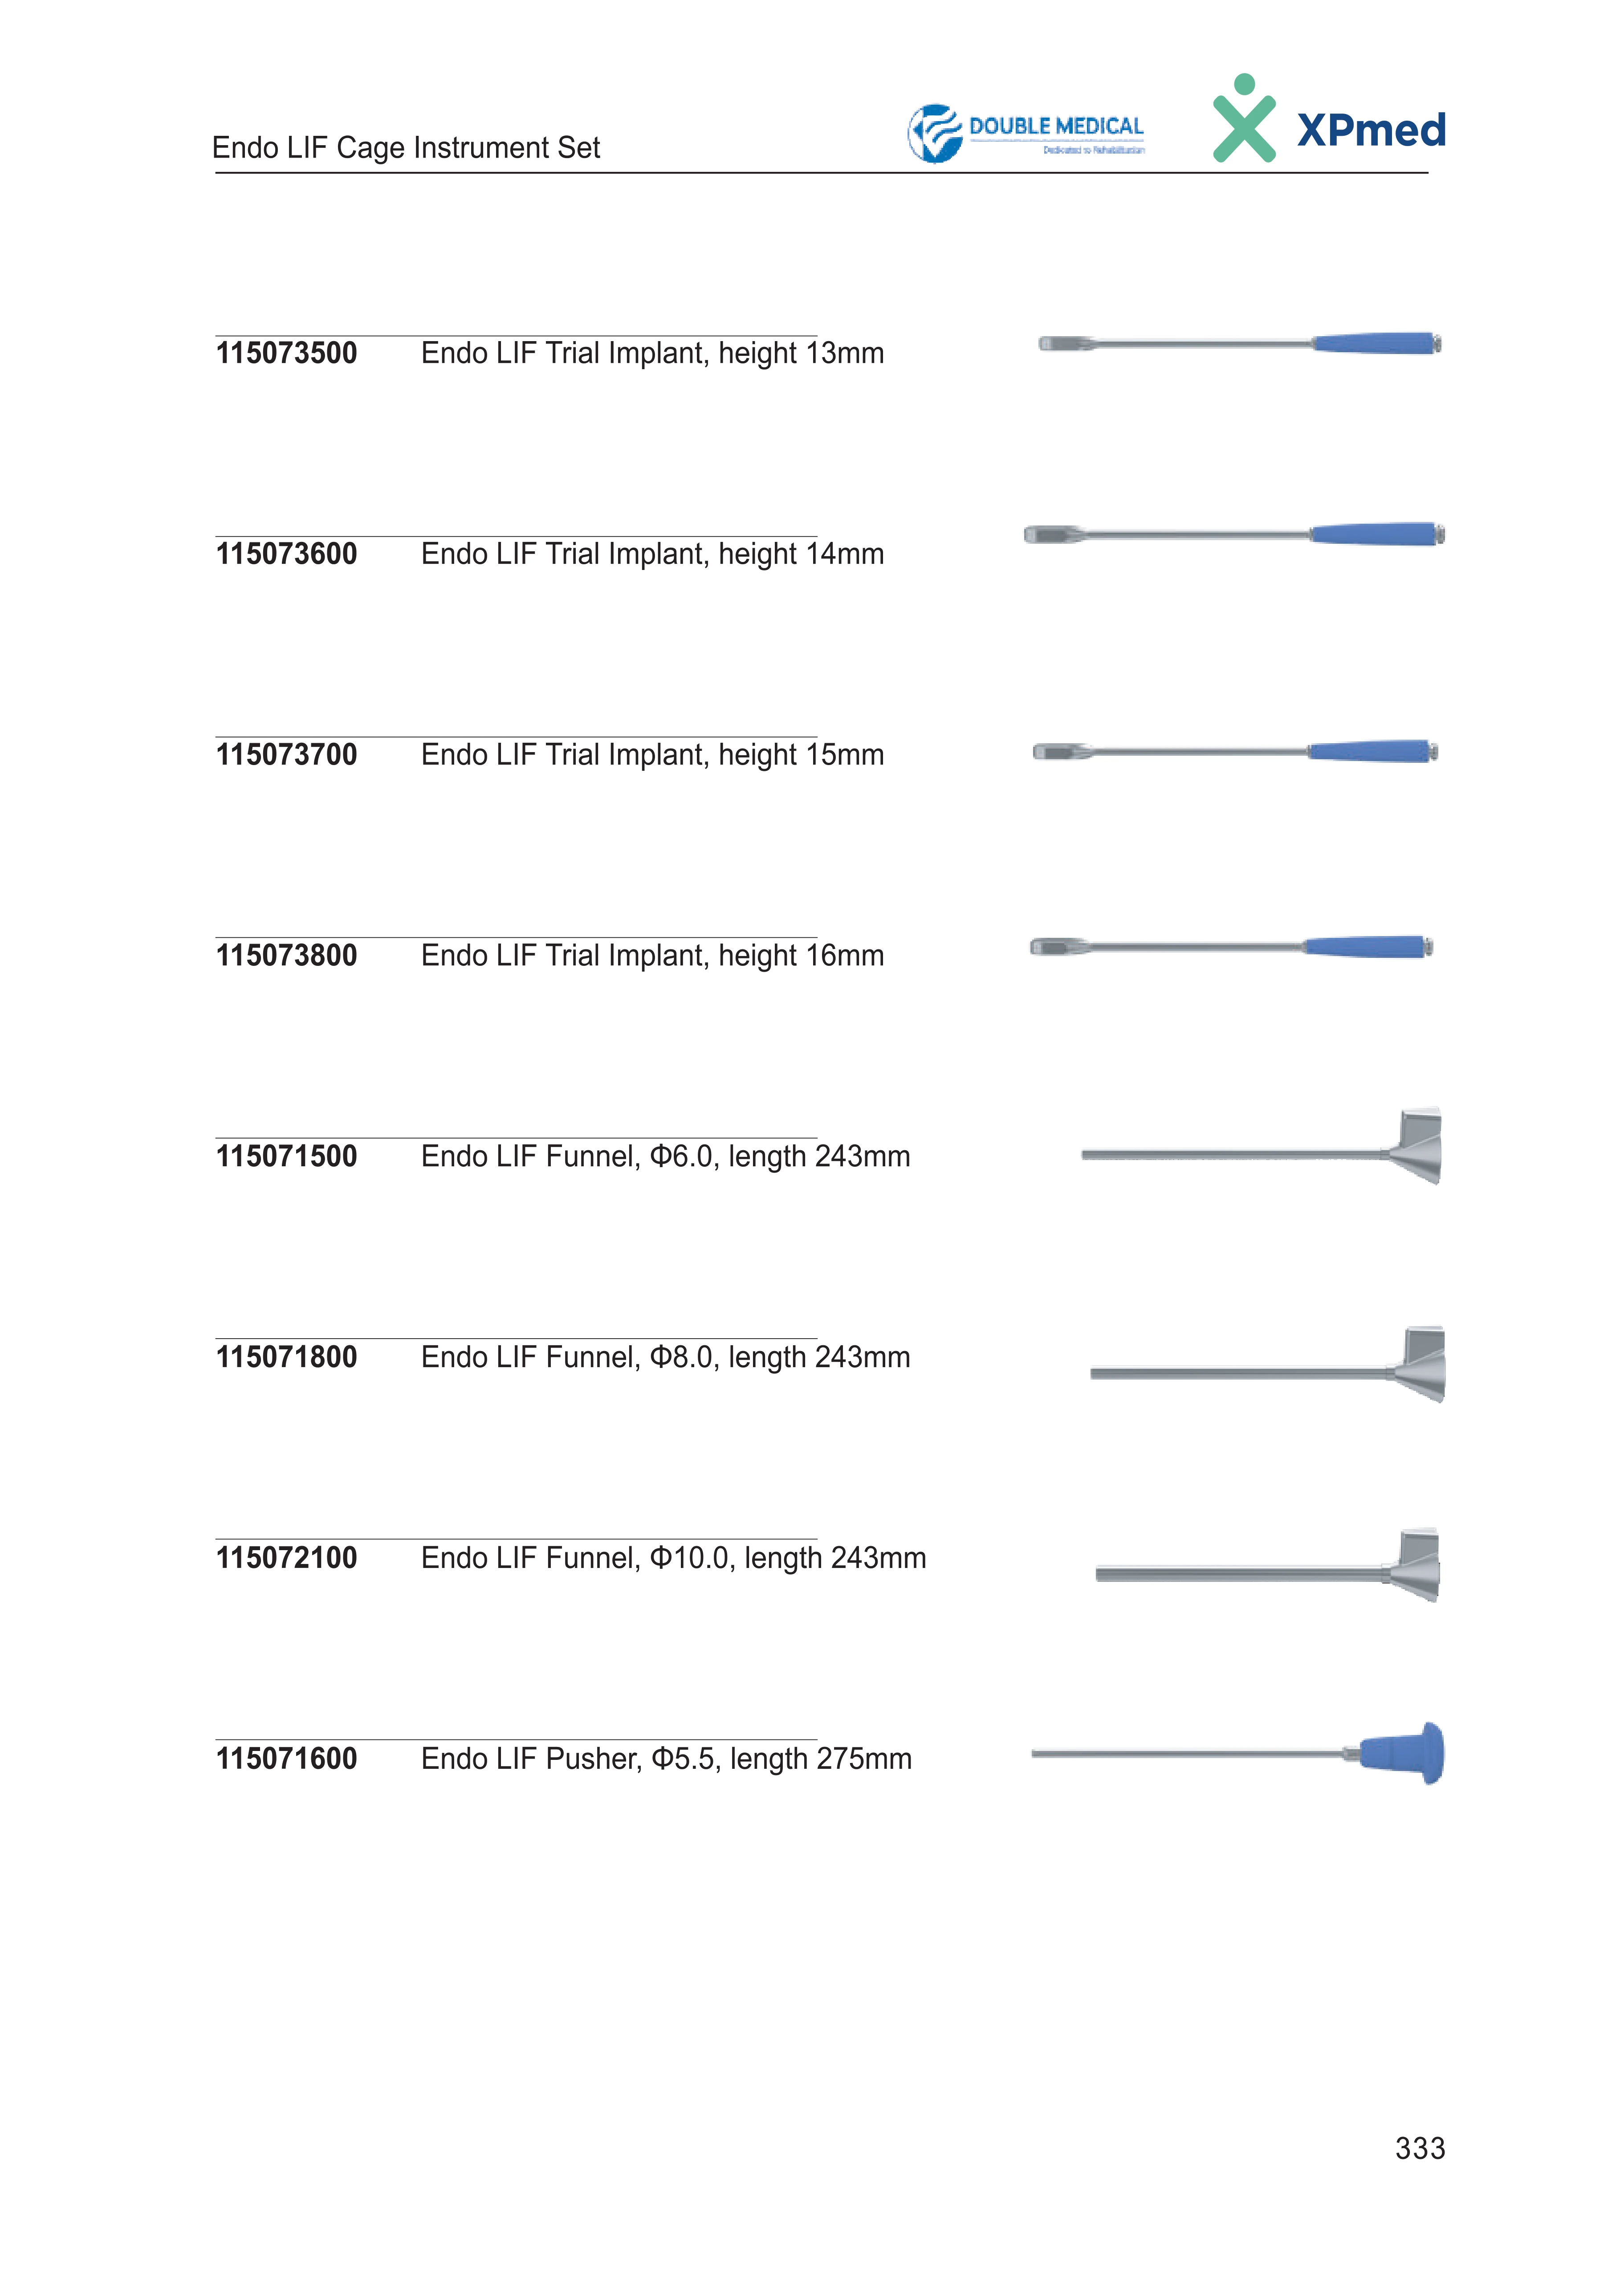 Endo LIF Cage Instrument Set
DOUBLE MEDICAL
Dedicated to Rehabilitation
XPmed
115073500 Endo LIF Trial Implant, height 13mm
115073600 Endo LIF Trial Implant, height 14mm
115073700 Endo LIF Trial Implant, height 15mm
115073800 Endo LIF Trial Implant, height 16mm
115071500 Endo LIF Funnel, Φ6.0, length 243mm
115071800 Endo LIF Funnel, Φ8.0, length 243mm
115072100 Endo LIF Funnel, Φ10.0, length 243mm
115071600 Endo LIF Pusher, Φ5.5, length 275mm
333